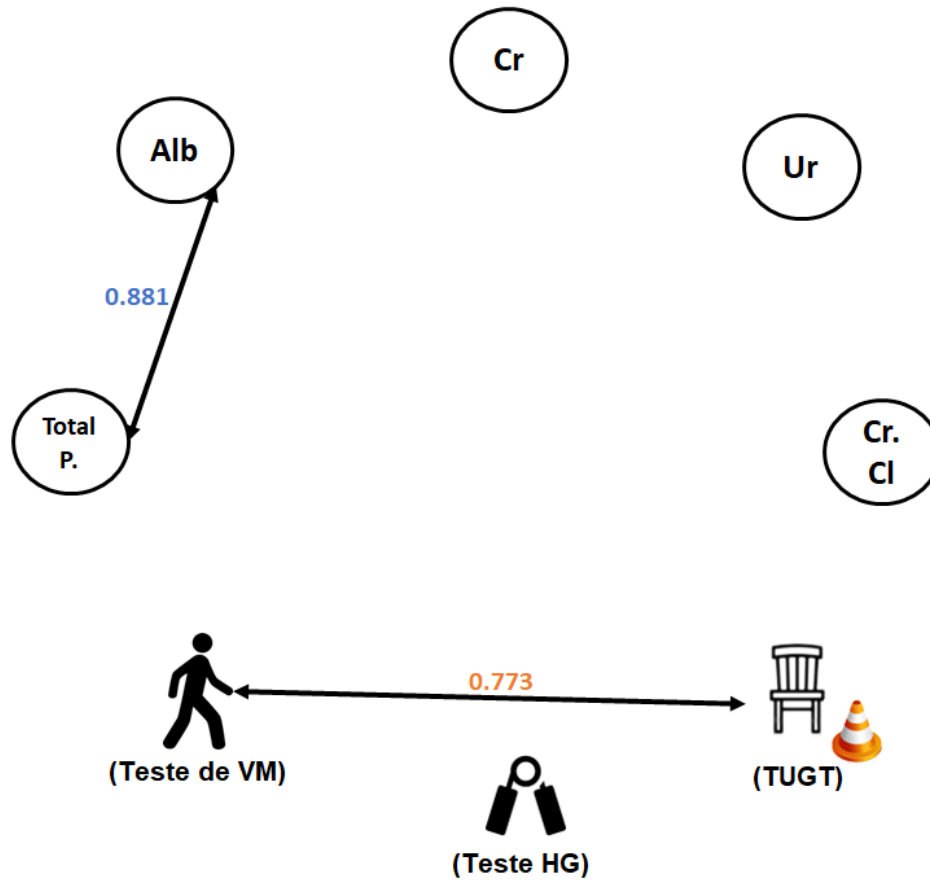 Cr
Alb
Ur
0.881
Total
P.
Cr.
Cl
0.773
(Teste de VM)
(TUGT)
(Teste HG)